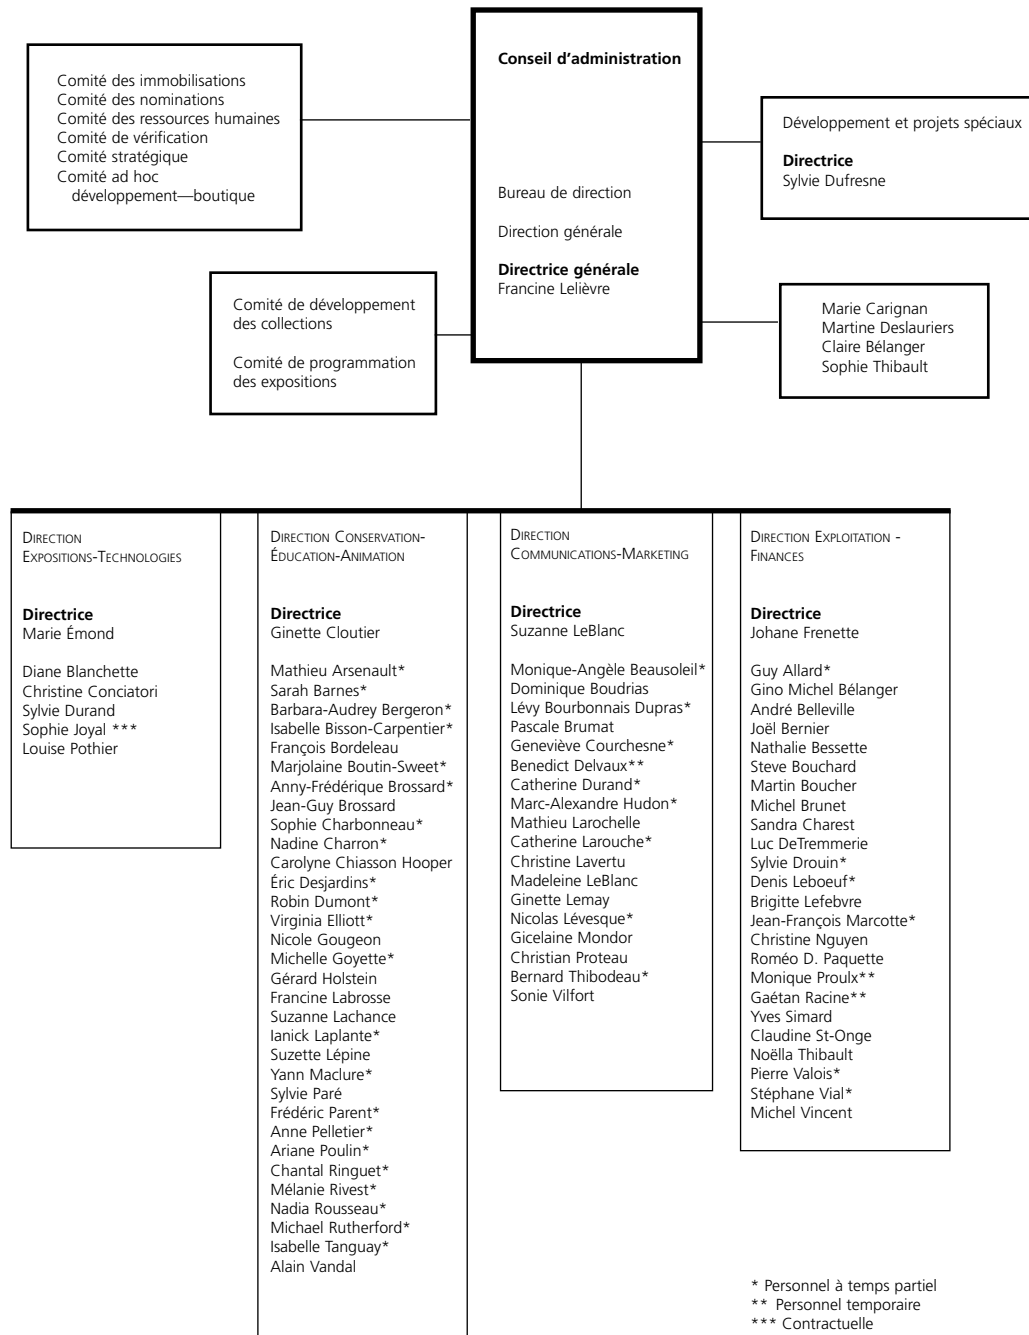 Conseil d'administration
Bureau de direction
Direction générale
Directrice générale
Francine Lelièvre
Comité des immobilisations
Comité des nominations
Comité des ressources humaines
Comité de vérification
Comité stratégique
Comité ad hoc
développement—boutique
Développement et projets spéciaux
Directrice
Sylvie Dufresne
Comité de développement
des collections
Comité de programmation
des expositions
Marie Carignan
Martine Deslauriers
Claire Bélanger
Sophie Thibault
Direction
Expositions-Technologies
Directrice
Marie Émond
Diane Blanchette
Christine Conciatori
Sylvie Durand
Sophie Joyal ***
Louise Pothier
Direction Conservation-
Éducation-Animation
Directrice
Ginette Cloutier
Mathieu Arsenault*
Sarah Barnes*
Barbara-Audrey Bergeron*
Isabelle Bisson-Carpentier*
François Bordeleau
Marjolaine Boutin-Sweet*
Anny-Frédérique Brossard*
Jean-Guy Brossard
Sophie Charbonneau*
Nadine Charron*
Carolyne Chiasson Hooper
Éric Desjardins*
Robin Dumont*
Virginia Elliott*
Nicole Gougeon
Michelle Goyette*
Gérard Holstein
Francine Labrosse
Suzanne Lachance
Ianick Laplante*
Suzette Lépine
Yann Maclure*
Sylvie Paré
Frédéric Parent*
Anne Pelletier*
Ariane Poulin*
Chantal Ringuet*
Mélanie Rivest*
Nadia Rousseau*
Michael Rutherford*
Isabelle Tanguay*
Alain Vandal
Direction
Communications-Marketing
Directrice
Suzanne LeBlanc
Monique-Angèle Beausoleil*
Dominique Boudrias
Lévy Bourbonnais Dupras*
Pascale Brumat
Geneviève Courchesne*
Benedict Delvaux**
Catherine Durand*
Marc-Alexandre Hudon*
Mathieu Larochelle
Catherine Larouche*
Christine Lavertu
Madeleine LeBlanc
Ginette Lemay
Nicolas Lévesque*
Gicelaine Mondor
Christian Proteau
Bernard Thibodeau*
Sonie Vilfort
Direction Exploitation -
Finances
Directrice
Johane Frenette
Guy Allard*
Gino Michel Bélanger
André Belleville
Joël Bernier
Nathalie Bessette
Steve Bouchard
Martin Boucher
Michel Brunet
Sandra Charest
Luc DeTremmerie
Sylvie Drouin*
Denis Leboeuf*
Brigitte Lefebvre
Jean-François Marcotte*
Christine Nguyen
Roméo D. Paquette
Monique Proulx**
Gaétan Racine**
Yves Simard
Claudine St-Onge
Noëlla Thibault
Pierre Valois*
Stéphane Vial*
Michel Vincent
* Personnel à temps partiel
** Personnel temporaire
*** Contractuelle